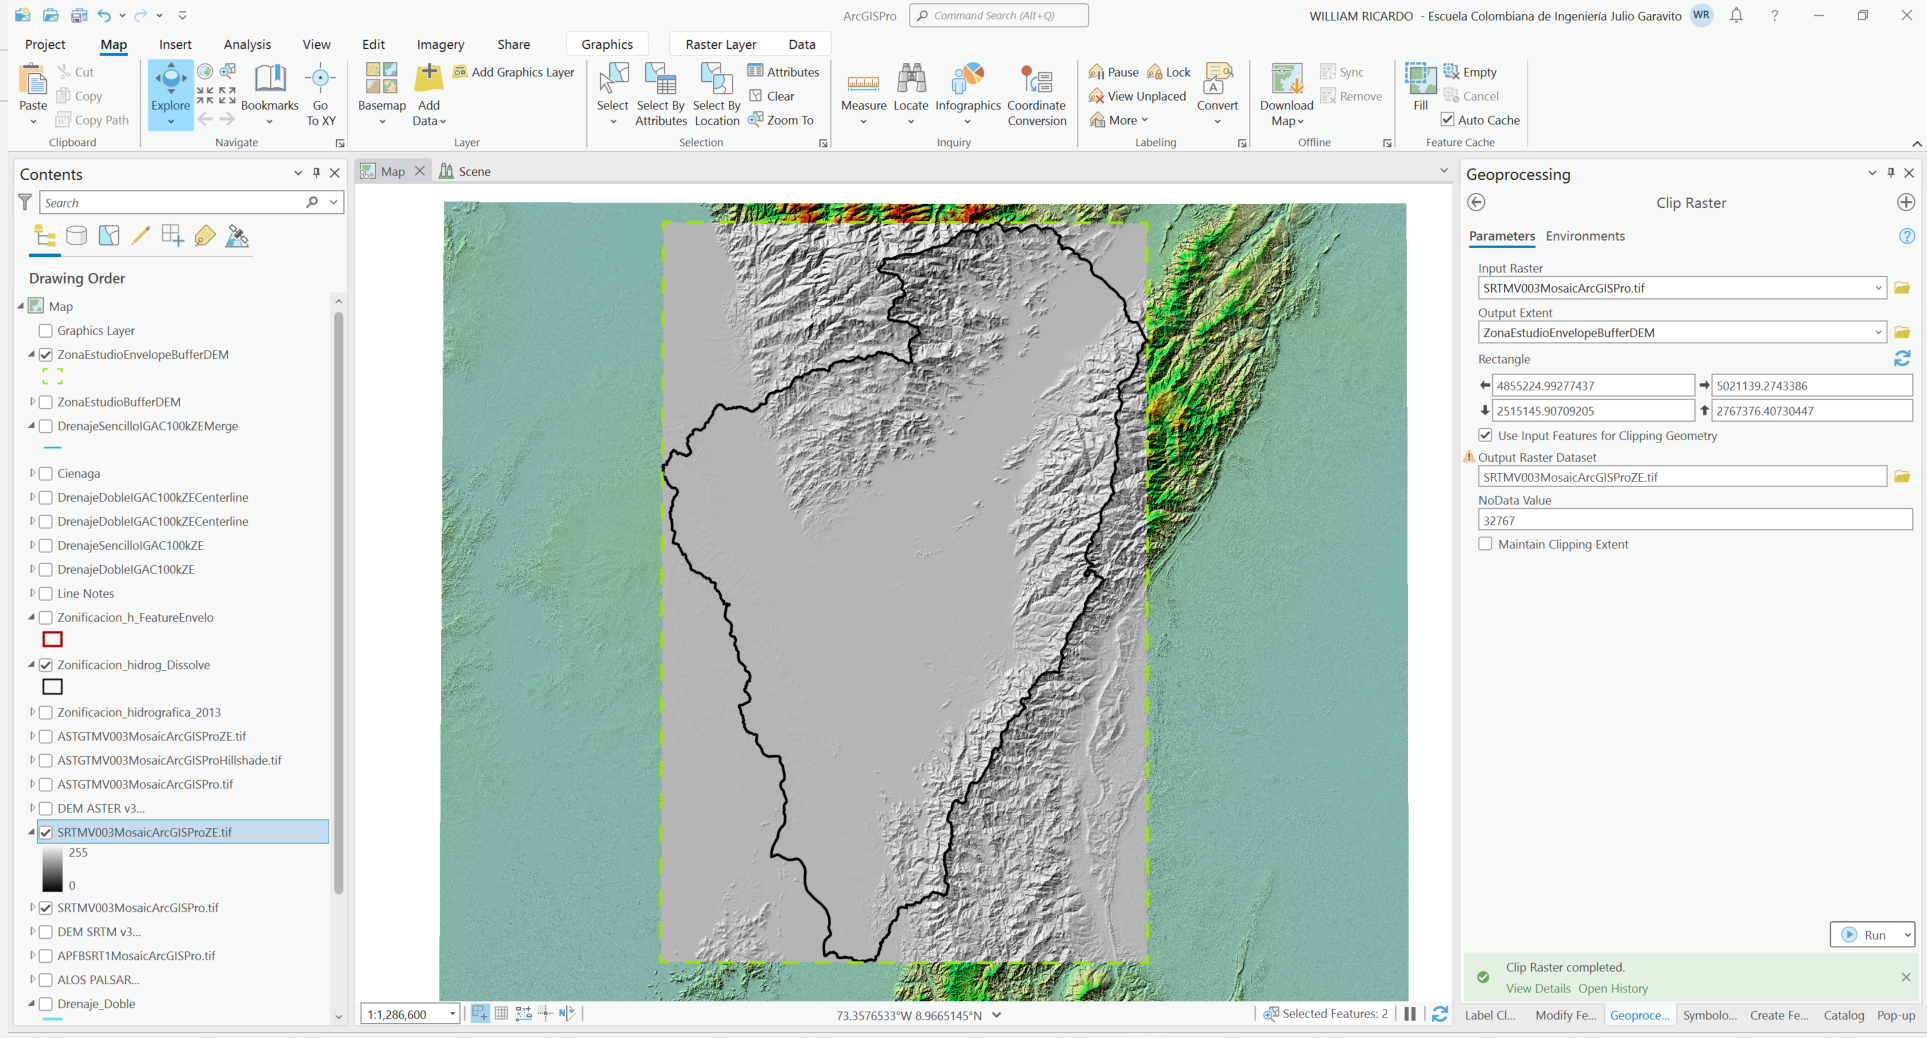 ArcGISPro
Command Search (Alt+Q)
WILLIAM RICARDO - Escuela Colombiana de Ingeniería Julio Garavito
WR
?
Project
Map
Insert
Analysis
View
Edit
Imagery
Share
Graphics
Raster Layer
Data
Paste
Cut
Copy
Copy Path
Clipboard
Explore
Bookmarks
Go To XY
Navigate
Basemap
Add Data
Add Graphics Layer
Layer
Select
Select By Attributes
Select By Location
Attributes
Clear
Zoom To
Selection
Measure
Locate
Infographics
Coordinate Conversion
Inquiry
Pause
Lock
View Unplaced
More
Convert
Labeling
Download Map
Sync
Remove
Offline
Fill
Empty
Cancel
Auto Cache
Feature Cache
Contents
Search
Drawing Order
Map
Graphics Layer
ZonaEstudioEnvelopeBufferDEM
ZonaEstudioBufferDEM
DrenajeSencilloIGAC100kZEMerge
Cienaga
DrenajeDobleIGAC100kZECenterline
DrenajeDobleIGAC100kZECenterline
DrenajeSencilloIGAC100kZE
DrenajeDobleIGAC100kZE
Line Notes
Zonificacion_h_FeatureEnvelo
Zonificacion_hidrog_Dissolve
Zonificacion_hidrografica_2013
ASTGTMV003MosaicArcGISProZE.tif
ASTGTMV003MosaicArcGISProHillshade.tif
ASTGTMV003MosaicArcGISPro.tif
DEM ASTER v3...
SRTMV003MosaicArcGISProZE.tif
255
0
SRTMV003MosaicArcGISPro.tif
DEM SRTM v3...
APFBSRT1MosaicArcGISPro.tif
ALOS PALSAR...
Drenaje_Doble
Map
Scene
1:1,286,600
N
73.3576533°W 8.9665145°N
Selected Features: 2
Geoprocessing
Clip Raster
Parameters
Environments
?
Input Raster
SRTMV003MosaicArcGISPro.tif
Output Extent
ZonaEstudioEnvelopeBufferDEM
Rectangle
4855224.99277437
5021139.2743386
2515145.90709205
2767376.40730447
Use Input Features for Clipping Geometry
Output Raster Dataset
SRTMV003MosaicArcGISProZE.tif
NoData Value
32767
Maintain Clipping Extent
Run
Clip Raster completed.
View Details Open History
Label Cl...
Modify Fe...
Geoproce...
Symbolo...
Create Fe...
Catalog
Pop-up